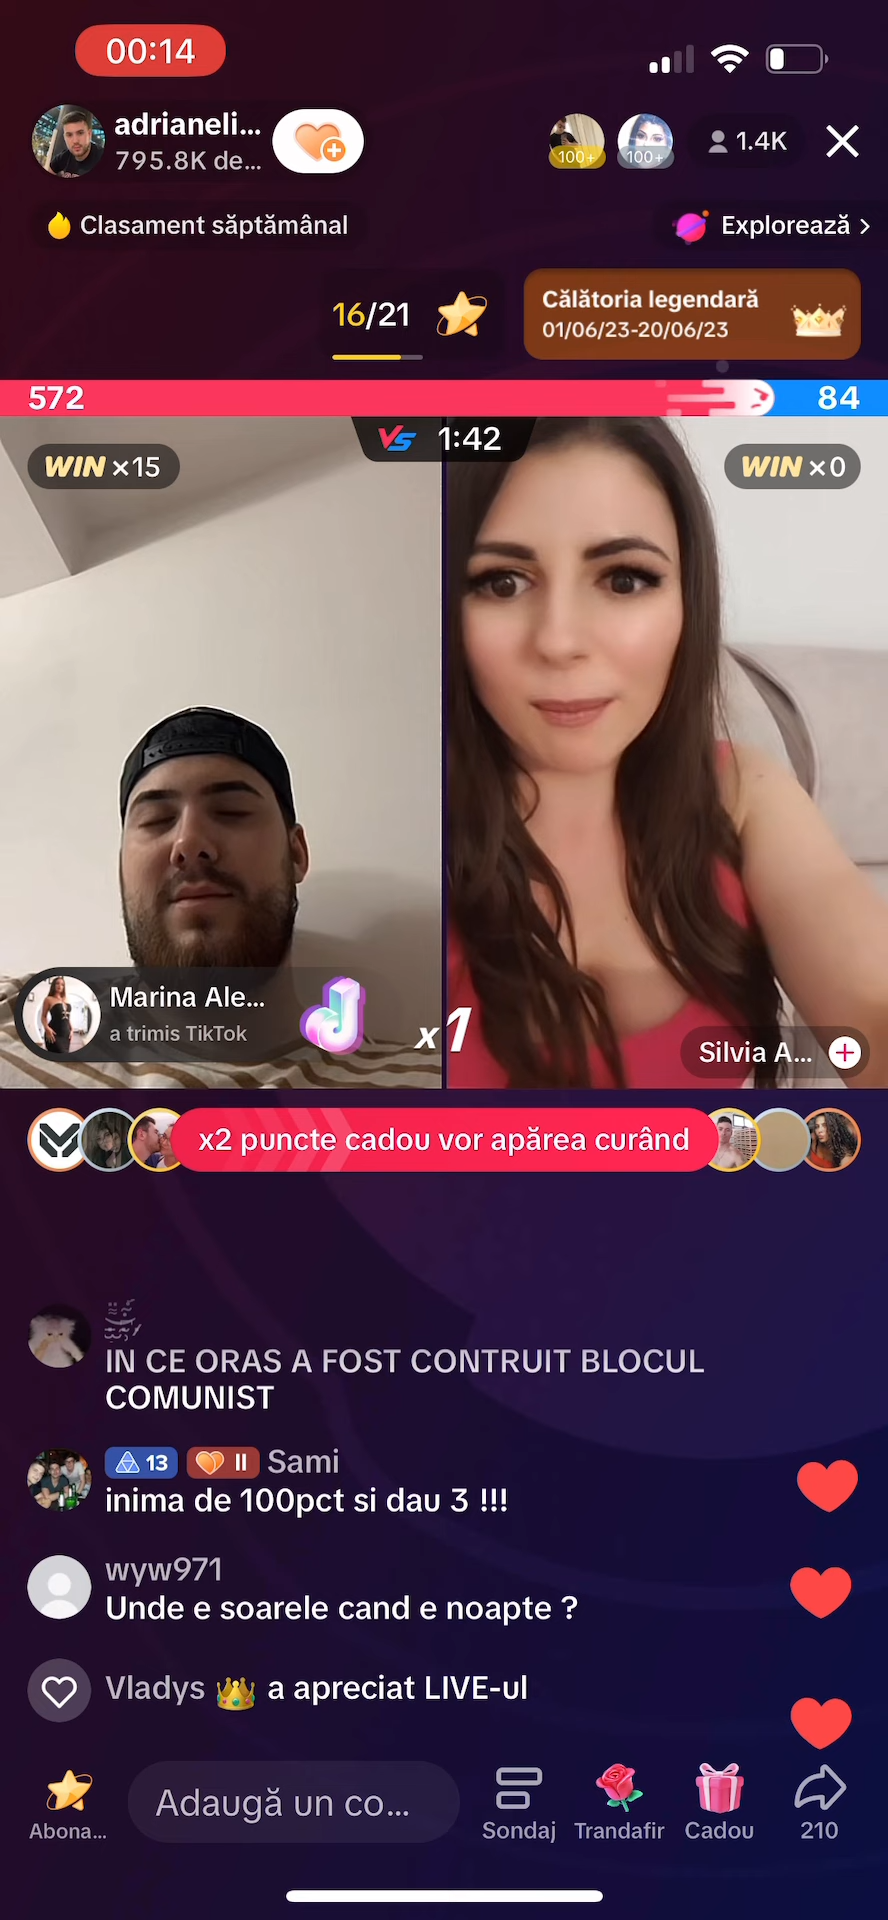 00:14
adrianeli...
795.8K de...
100+
100+
1.4K
Clasament săptămânal
Explorează >
16/21
Călătoria legendară
01/06/23-20/06/23
572
84
VS 1:42
WIN ×15
WIN ×0
Marina Ale...
a trimis TikTok
x1
Silvia A...
x2 puncte cadou vor apărea curând
IN CE ORAS A FOST CONTRUIT BLOCUL
COMUNIST
13 II Sami
inima de 100pct si dau 3 !!!
wyw971
Unde e soarele cand e noapte ?
Vladys 👑 a apreciat LIVE-ul
Adaugă un co...
Abona...
Sondaj
Trandafir
Cadou
210